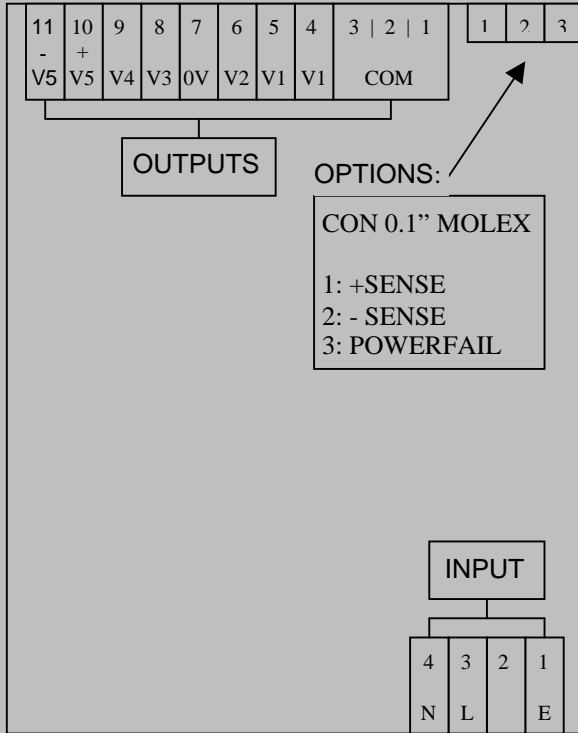 11 10 9 8 7 6 5 4 3 | 2 | 1 1 2 3
- +
V5 V5 V4 V3 0V V2 V1 V1 COM
OUTPUTS
OPTIONS:
CON 0.1” MOLEX
1: +SENSE
2: - SENSE
3: POWERFAIL
INPUT
4 3 2 1
N L E